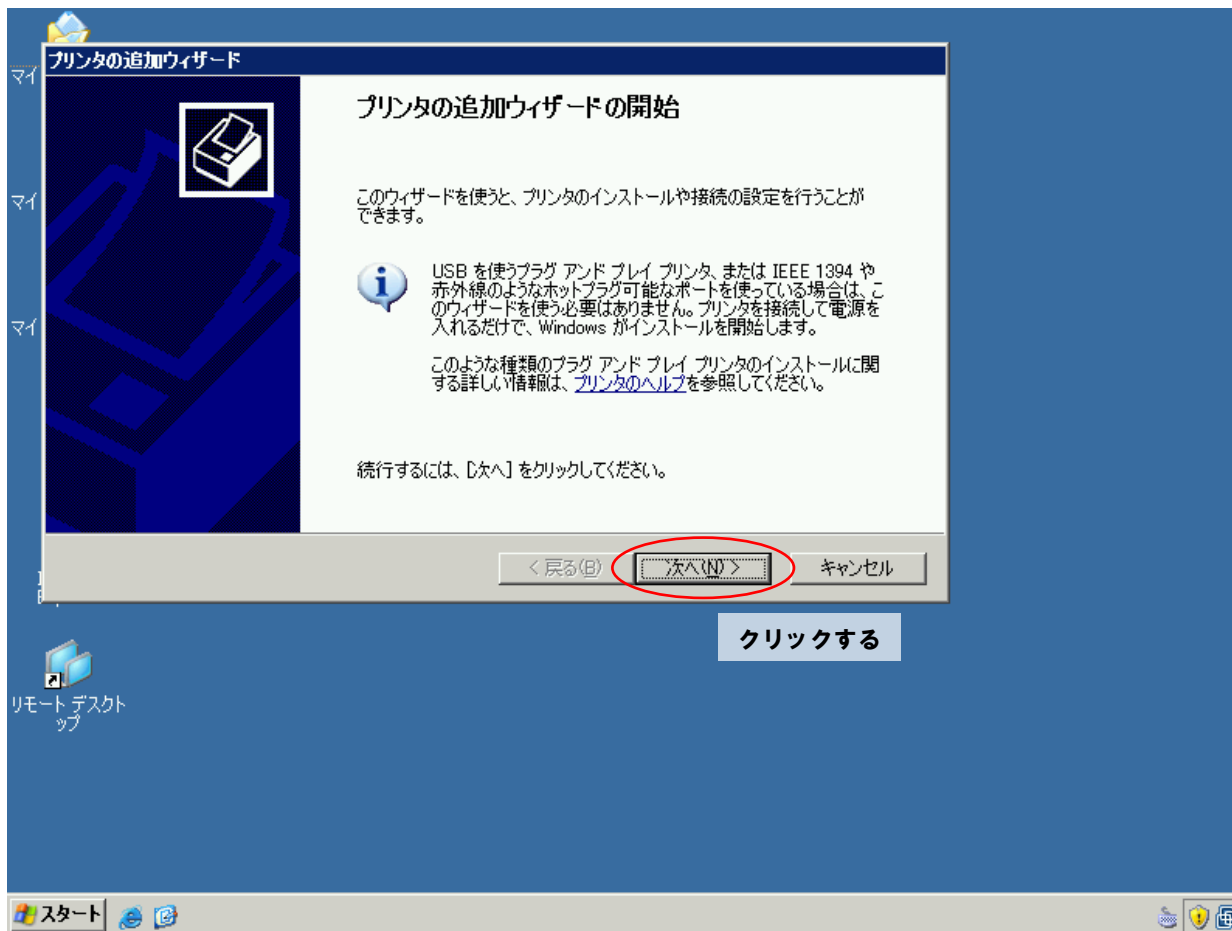 プリンタの追加ウィザード
マイ
プリンタの追加ウィザードの開始
このウィザードを使うと、プリンタのインストールや接続の設定を行うことが
できます。
マイ
USB を使うプラグ アンド プレイ プリンタ、または IEEE 1394 や
赤外線のようなホットプラグ可能なポートを使っている場合は、こ
のウィザードを使う必要はありません。プリンタを接続して電源を
入れるだけで、Windows がインストールを開始します。
マイ
このような種類のプラグ アンド プレイ プリンタのインストールに関
する詳しい情報は、プリンタのヘルプを参照してください。
続行するには、[次へ] をクリックしてください。
< 戻る(B)
次へ(N) >
キャンセル
クリックする
リモート デスクト
ップ
スタート